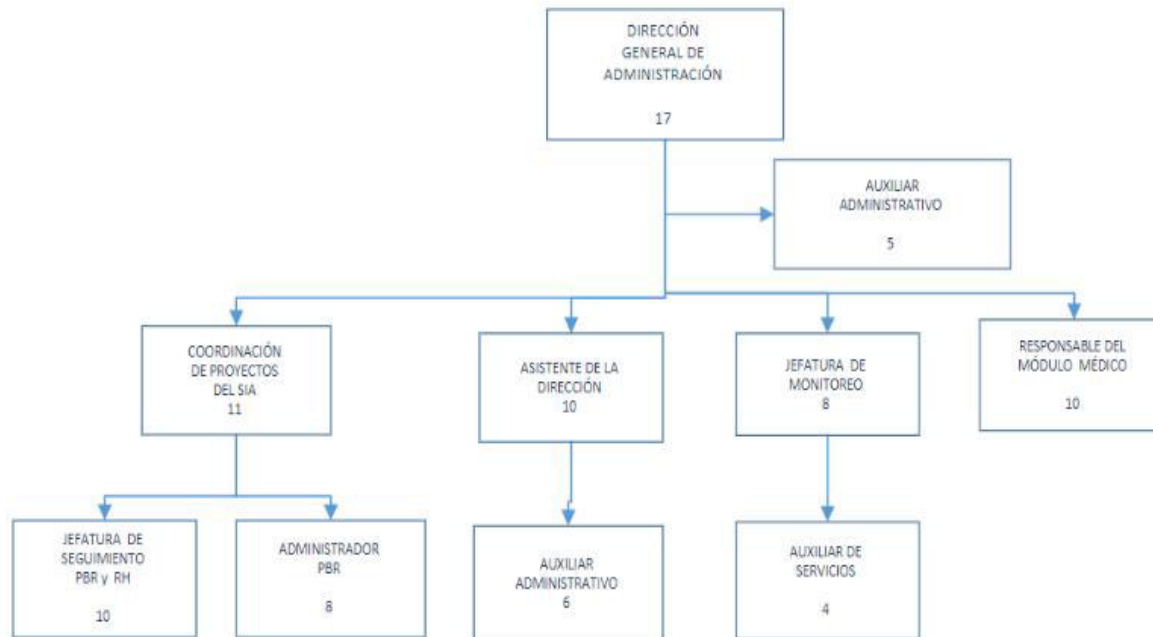 DIRECCIÓN
GENERAL DE
ADMINISTRACIÓN
17
AUXILIAR
ADMINISTRATIVO
5
COORDINACIÓN
DE PROYECTOS
DEL SIA
11
ASISTENTE DE LA
DIRECCIÓN
10
JEFATURA DE
MONITOREO
8
RESPONSABLE DEL
MÓDULO MÉDICO
10
JEFATURA DE
SEGUIMIENTO
PBR y RH
10
ADMINISTRADOR
PBR
8
AUXILIAR
ADMINISTRATIVO
6
AUXILIAR DE
SERVICIOS
4